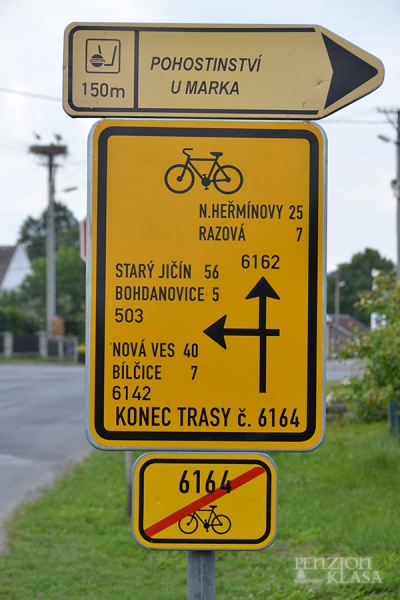 150m
POHOSTINSTVÍ
U MARKA
N.HEŘMÍNOVY 25
RAZOVÁ 7
6162
STARÝ JIČÍN 56
BOHDANOVICE 5
503
NOVÁ VES 40
BÍLČICE 7
6142
KONEC TRASY č. 6164
6164
PENZION
KLASA